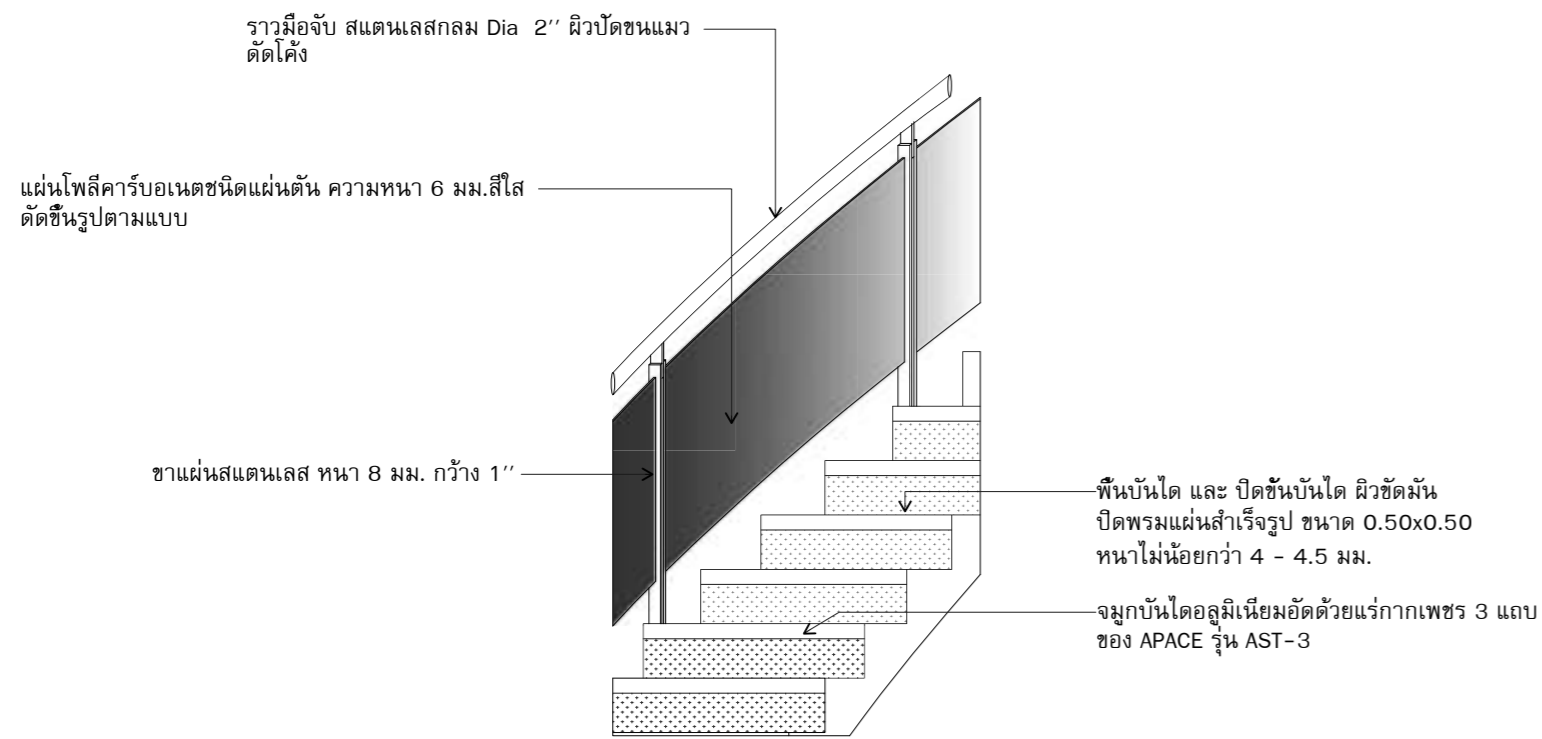 ราวมือจับ สแตนเลสกลม Dia 2'' ผิวปัดขนแมว
ดัดโค้ง
แผ่นโพลีคาร์บอเนตชนิดแผ่นตัน ความหนา 6 มม.สีใส
ดัดขึ้นรูปตามแบบ
ขาแผ่นสแตนเลส หนา 8 มม. กว้าง 1''
พื้นบันได และ ปิดขั้นบันได ผิวขัดมัน
ปิดพรมแผ่นสำเร็จรูป ขนาด 0.50x0.50
หนาไม่น้อยกว่า 4 - 4.5 มม.
จมูกบันไดอลูมิเนียมอัดด้วยแร่กากเพชร 3 แถบ
ของ APACE รุ่น AST-3